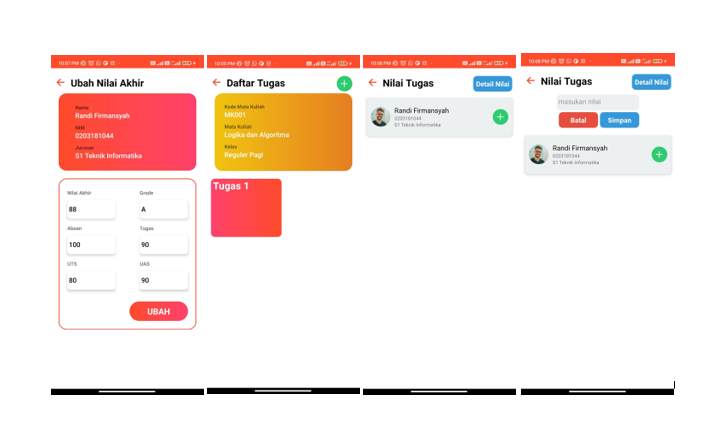 10:07 PM
Ubah Nilai Akhir
Nama
Randi Firmansyah
NIM
0203181044
Jurusan
S1 Teknik Informatika
Nilai Akhir
Grade
88
A
Absen
Tugas
100
90
UTS
UAS
80
90
UBAH
10:00 PM
Daftar Tugas
Kode Mata Kuliah
MK001
Mata Kuliah
Logika dan Algoritma
Kelas
Reguler Pagi
Tugas 1
10:08 PM
Nilai Tugas
Detail Nilai
Randi Firmansyah
0203181044
S1 Teknik Informatika
10:08 PM
Nilai Tugas
Detail Nilai
masukan nilai
Batal
Simpan
Randi Firmansyah
0203181044
S1 Teknik Informatika